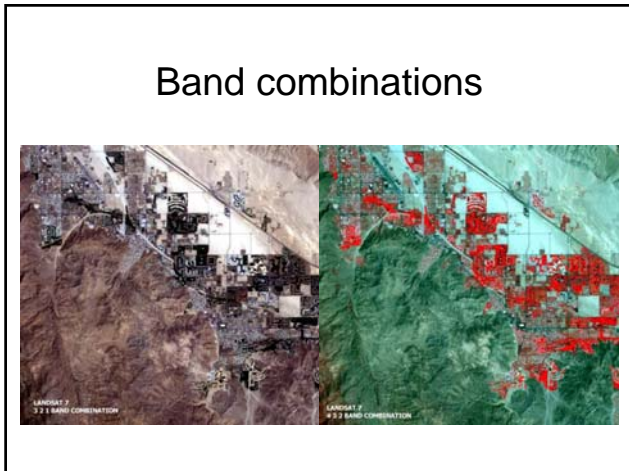 Band combinations
LANDSAT 7
3 2 1 BAND COMBINATION
LANDSAT 7
4 3 2 BAND COMBINATION